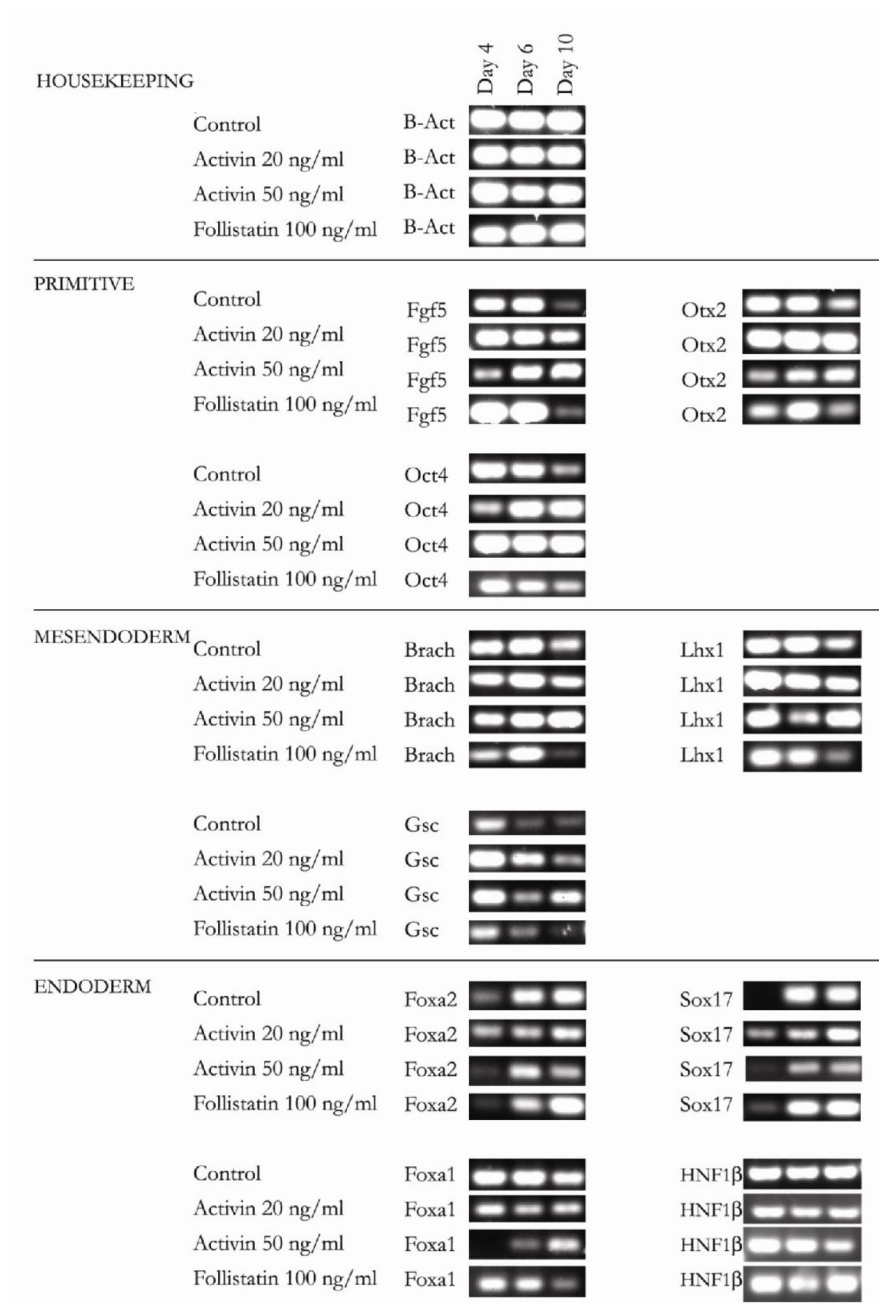 Day 4 Day 6 Day 10
HOUSEKEEPING
Control B-Act
Activin 20 ng/ml B-Act
Activin 50 ng/ml B-Act
Follistatin 100 ng/ml B-Act
PRIMITIVE
Control Fgf5 Otx2
Activin 20 ng/ml Fgf5 Otx2
Activin 50 ng/ml Fgf5 Otx2
Follistatin 100 ng/ml Fgf5 Otx2
Control Oct4
Activin 20 ng/ml Oct4
Activin 50 ng/ml Oct4
Follistatin 100 ng/ml Oct4
MESENDODERM
Control Brach Lhx1
Activin 20 ng/ml Brach Lhx1
Activin 50 ng/ml Brach Lhx1
Follistatin 100 ng/ml Brach Lhx1
Control Gsc
Activin 20 ng/ml Gsc
Activin 50 ng/ml Gsc
Follistatin 100 ng/ml Gsc
ENDODERM
Control Foxa2 Sox17
Activin 20 ng/ml Foxa2 Sox17
Activin 50 ng/ml Foxa2 Sox17
Follistatin 100 ng/ml Foxa2 Sox17
Control Foxa1 HNF1β
Activin 20 ng/ml Foxa1 HNF1β
Activin 50 ng/ml Foxa1 HNF1β
Follistatin 100 ng/ml Foxa1 HNF1β